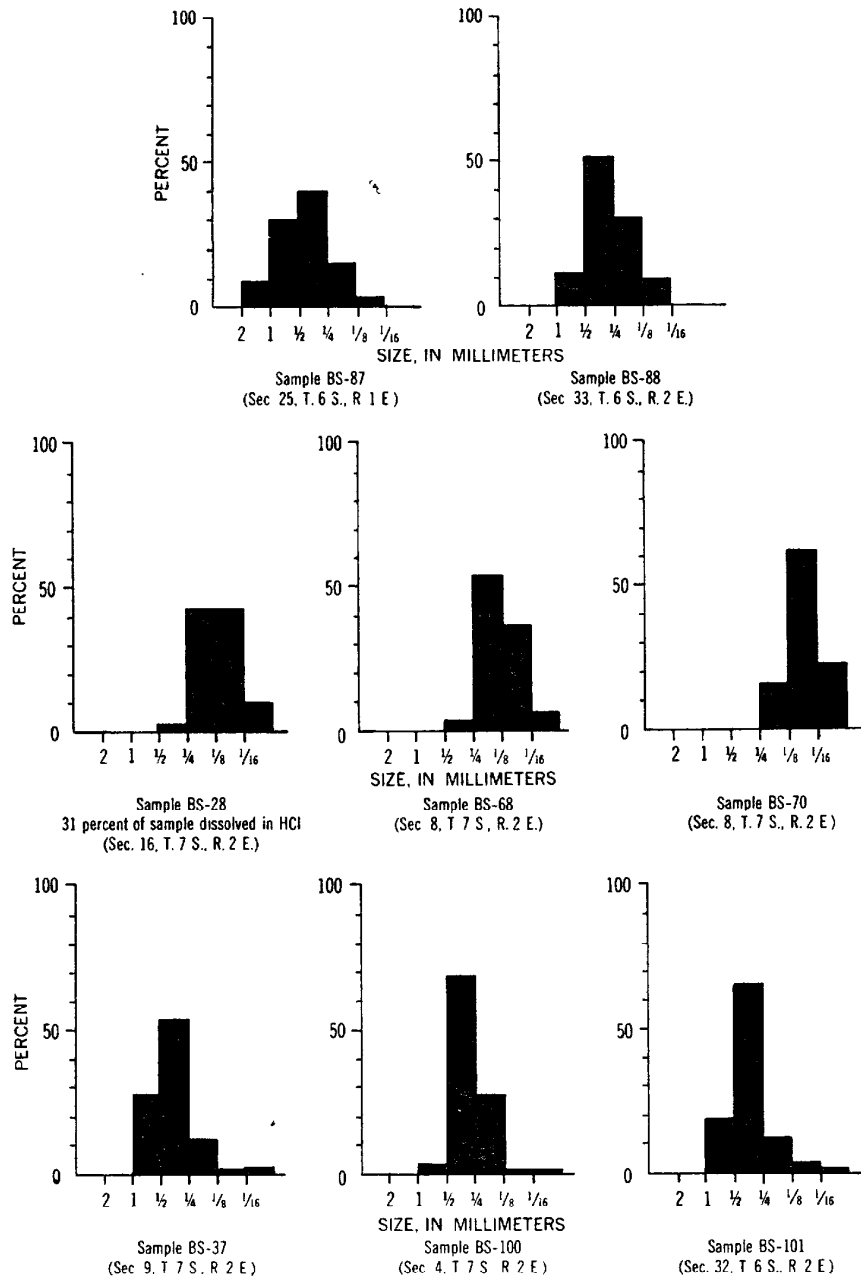 100
50
0
PERCENT
2 1 ½ ¼ 1/8 1/16
100
50
0
2 1 ½ ¼ 1/8 1/16
SIZE, IN MILLIMETERS
Sample BS-87
(Sec 25, T. 6 S., R 1 E)
Sample BS-88
(Sec 33, T. 6 S., R. 2 E.)
100
50
0
PERCENT
2 1 ½ ¼ 1/8 1/16
100
50
0
2 1 ½ ¼ 1/8 1/16
100
50
0
2 1 ½ ¼ 1/8 1/16
SIZE, IN MILLIMETERS
Sample BS-28
31 percent of sample dissolved in HCl
(Sec. 16, T. 7 S., R. 2 E.)
Sample BS-68
(Sec 8, T 7 S, R. 2 E.)
Sample BS-70
(Sec. 8, T. 7 S., R. 2 E)
100
50
0
PERCENT
2 1 ½ ¼ 1/8 1/16
100
50
0
2 1 ½ ¼ 1/8 1/16
100
50
0
2 1 ½ ¼ 1/8 1/16
SIZE, IN MILLIMETERS
Sample BS-37
(Sec 9, T 7 S, R 2 E)
Sample BS-100
(Sec 4, T 7 S R 2 E)
Sample BS-101
(Sec. 32, T 6 S., R 2 E)